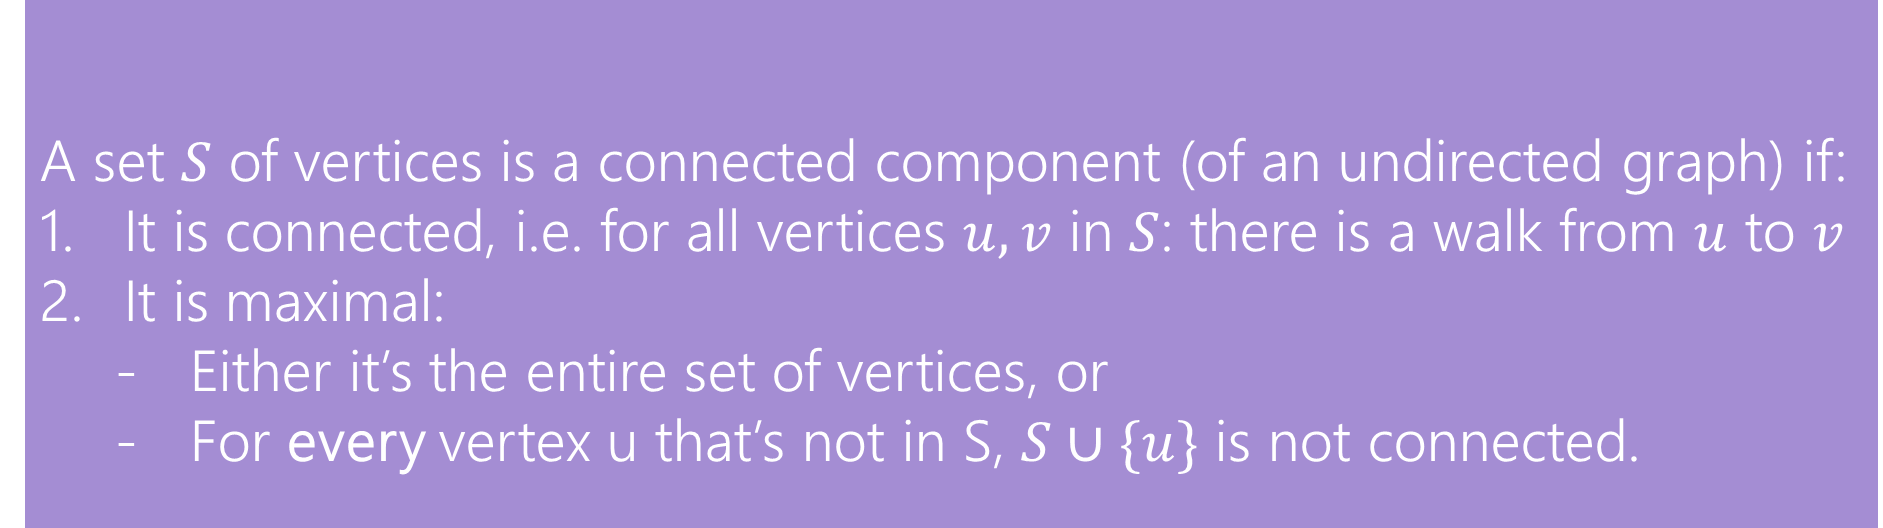 A set 𝑆 of vertices is a connected component (of an undirected graph) if:
1. It is connected, i.e. for all vertices 𝑢, 𝑣 in 𝑆: there is a walk from 𝑢 to 𝑣
2. It is maximal:
- Either it’s the entire set of vertices, or
- For every vertex u that’s not in S, 𝑆 ∪ {𝑢} is not connected.